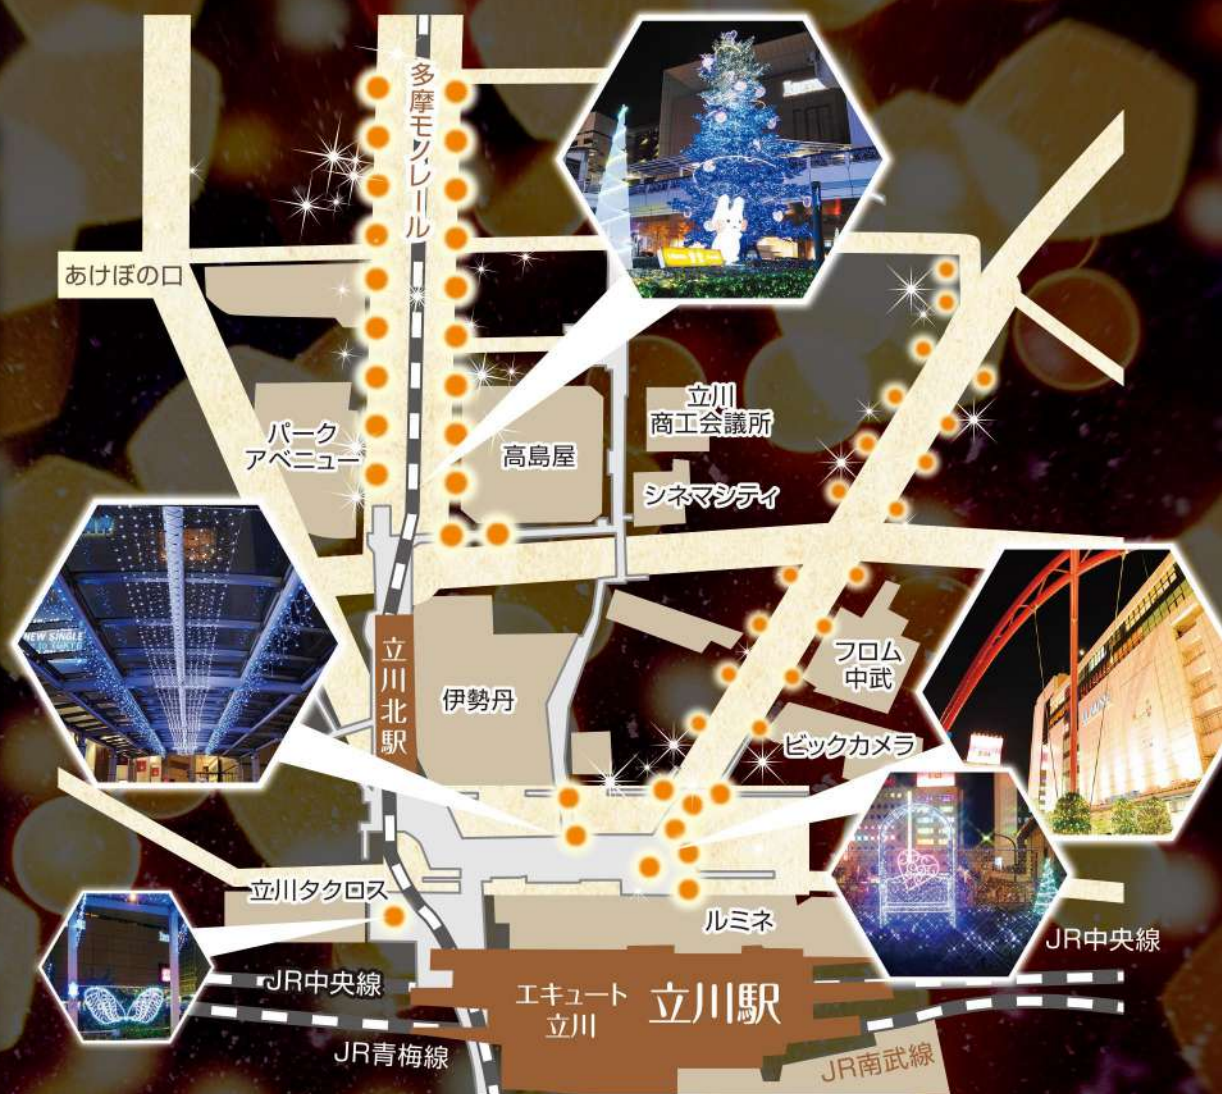 多摩モノレール
あけぼの口
パーク
アベニュー
高島屋
立川
商工会議所
シネマシティ
NEW SINGLE
立川北駅
伊勢丹
フロム
中武
ビックカメラ
立川タクロス
ルミネ
JR中央線
JR中央線
エキュート
立川
立川駅
JR青梅線
JR南武線